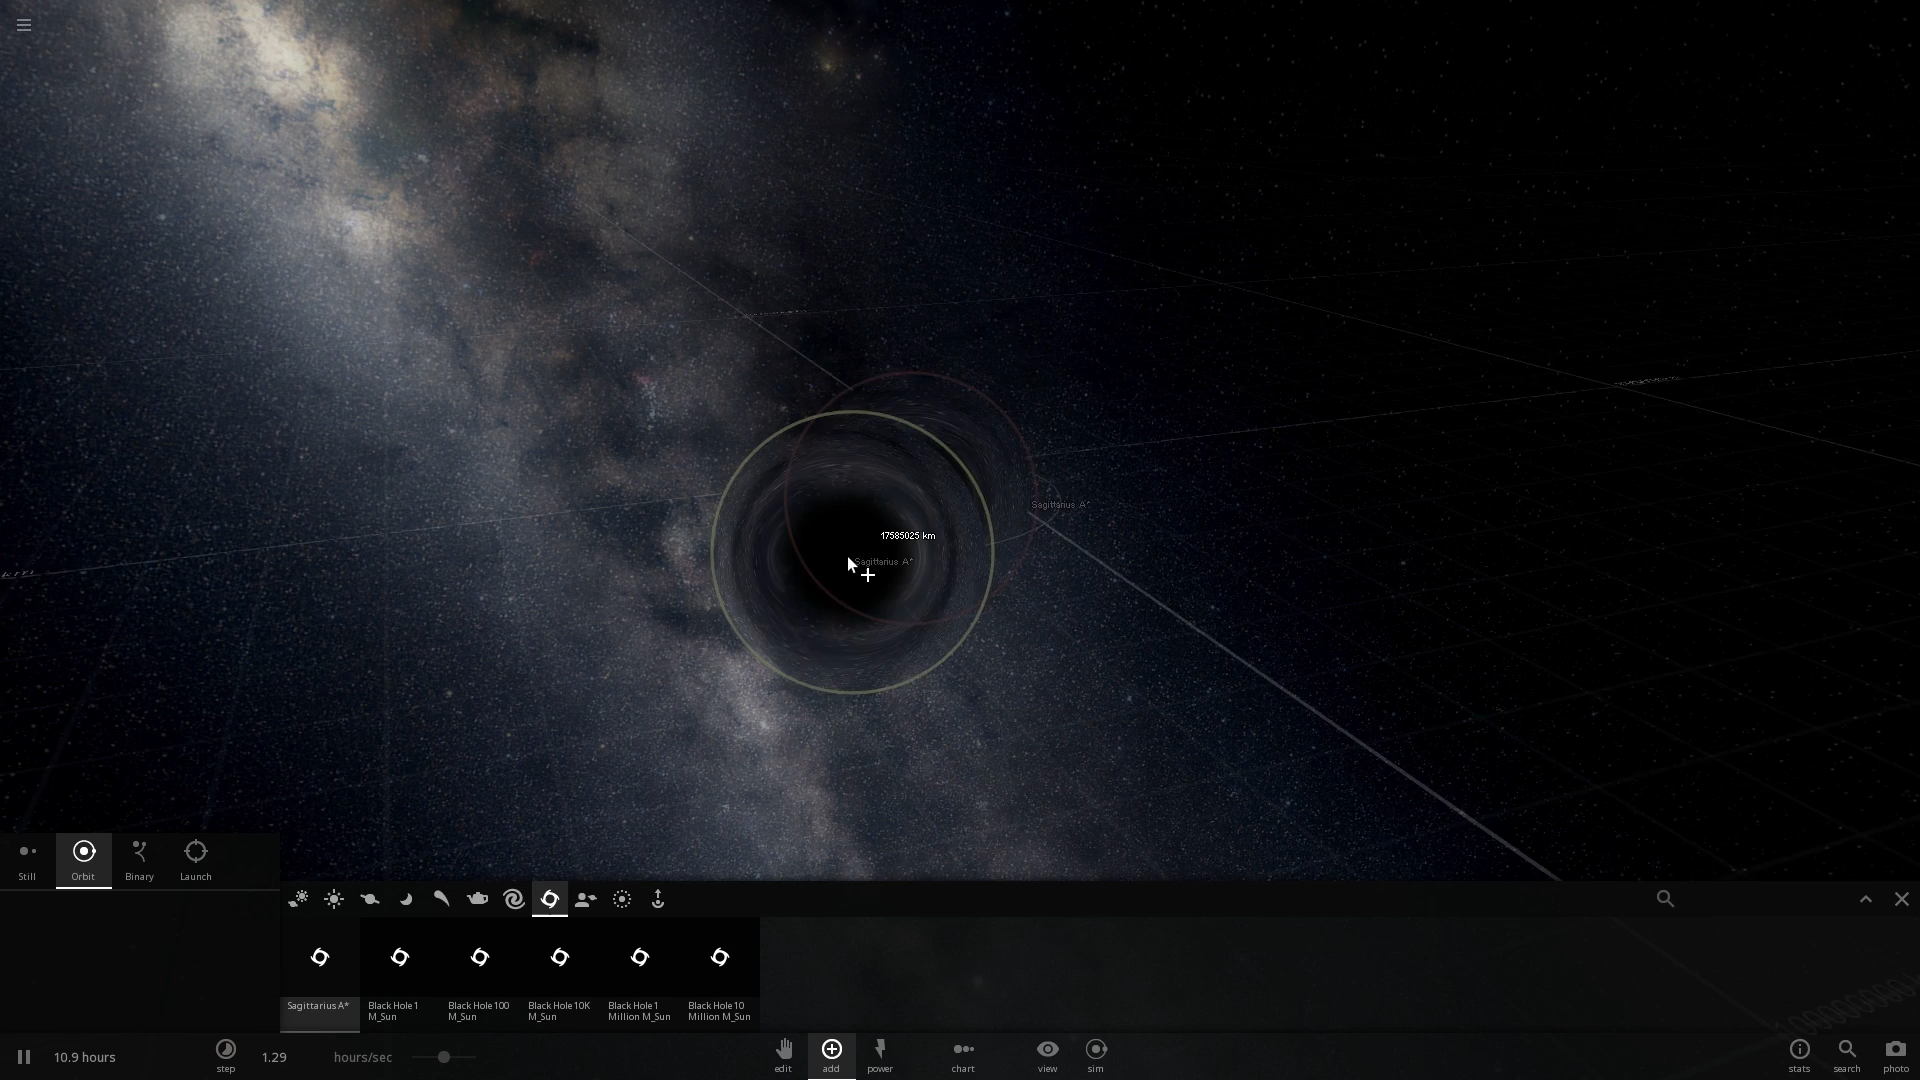 Sagittarius A*
17585025 km
Sagittarius A*
Still
Orbit
Binary
Launch
Sagittarius A*
Black Hole 1
M_Sun
Black Hole 100
M_Sun
Black Hole 10K
M_Sun
Black Hole 1
Million M_Sun
Black Hole 10
Million M_Sun
10.9 hours
step
1.29
hours/sec
edit
add
power
chart
view
sim
stats
search
photo